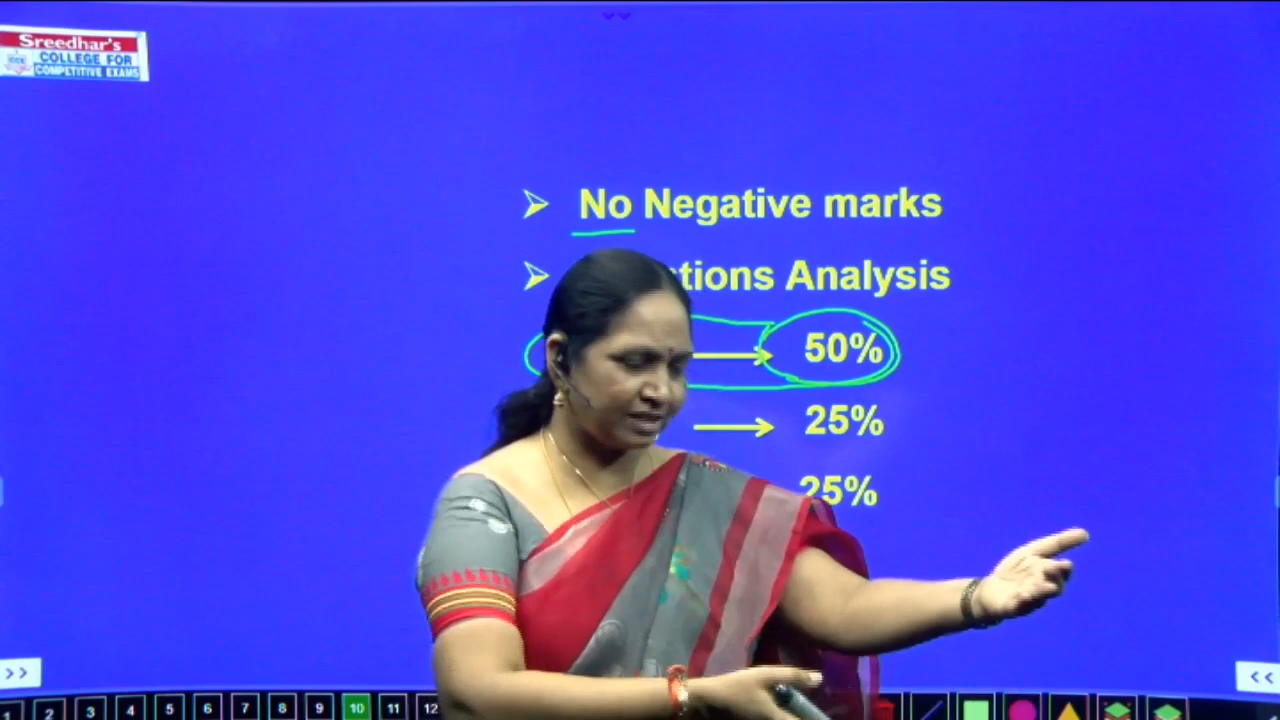 Sreedhar's
COLLEGE FOR
COMPETITIVE EXAMS
No Negative marks
Analysis
50%
25%
25%
1 2 3 4 5 6 7 8 9 10 11 12